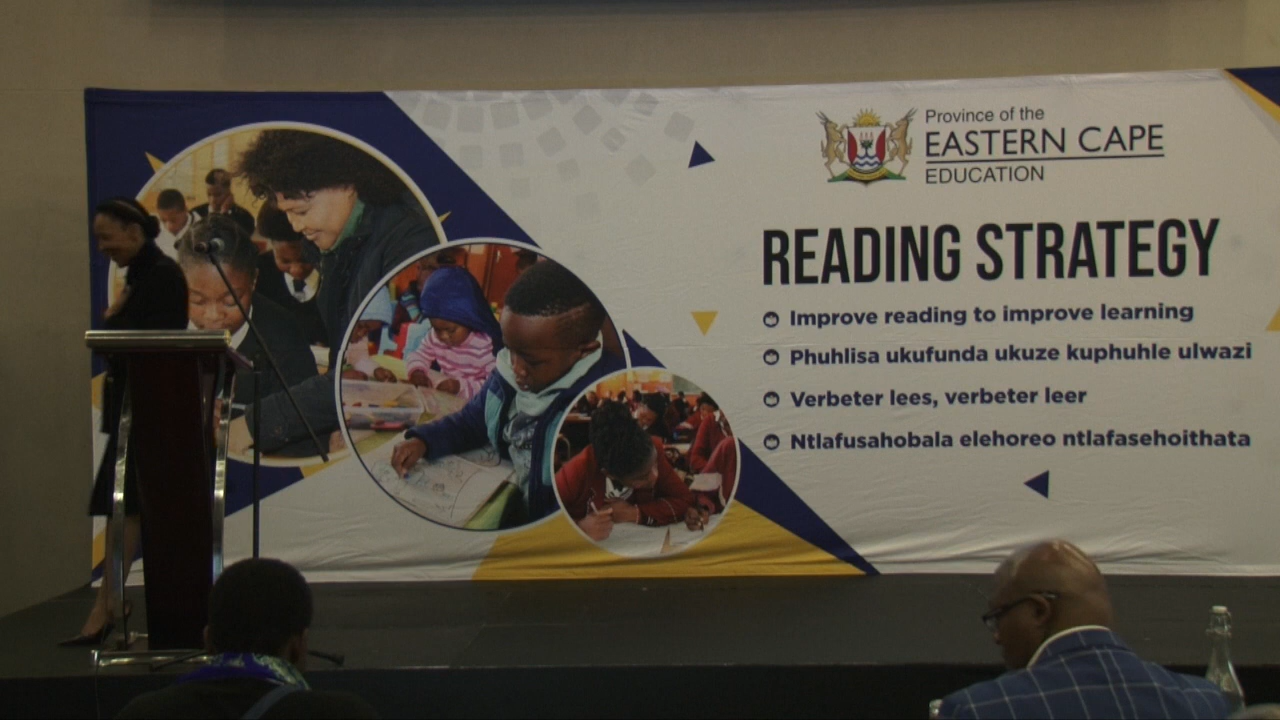 Province of the
EASTERN CAPE
EDUCATION
READING STRATEGY
Improve reading to improve learning
Phuhlisa ukufunda ukuze kuphuhle ulwazi
Verbeter lees, verbeter leer
Ntlafusahobala elehoreo ntlafasehoithata